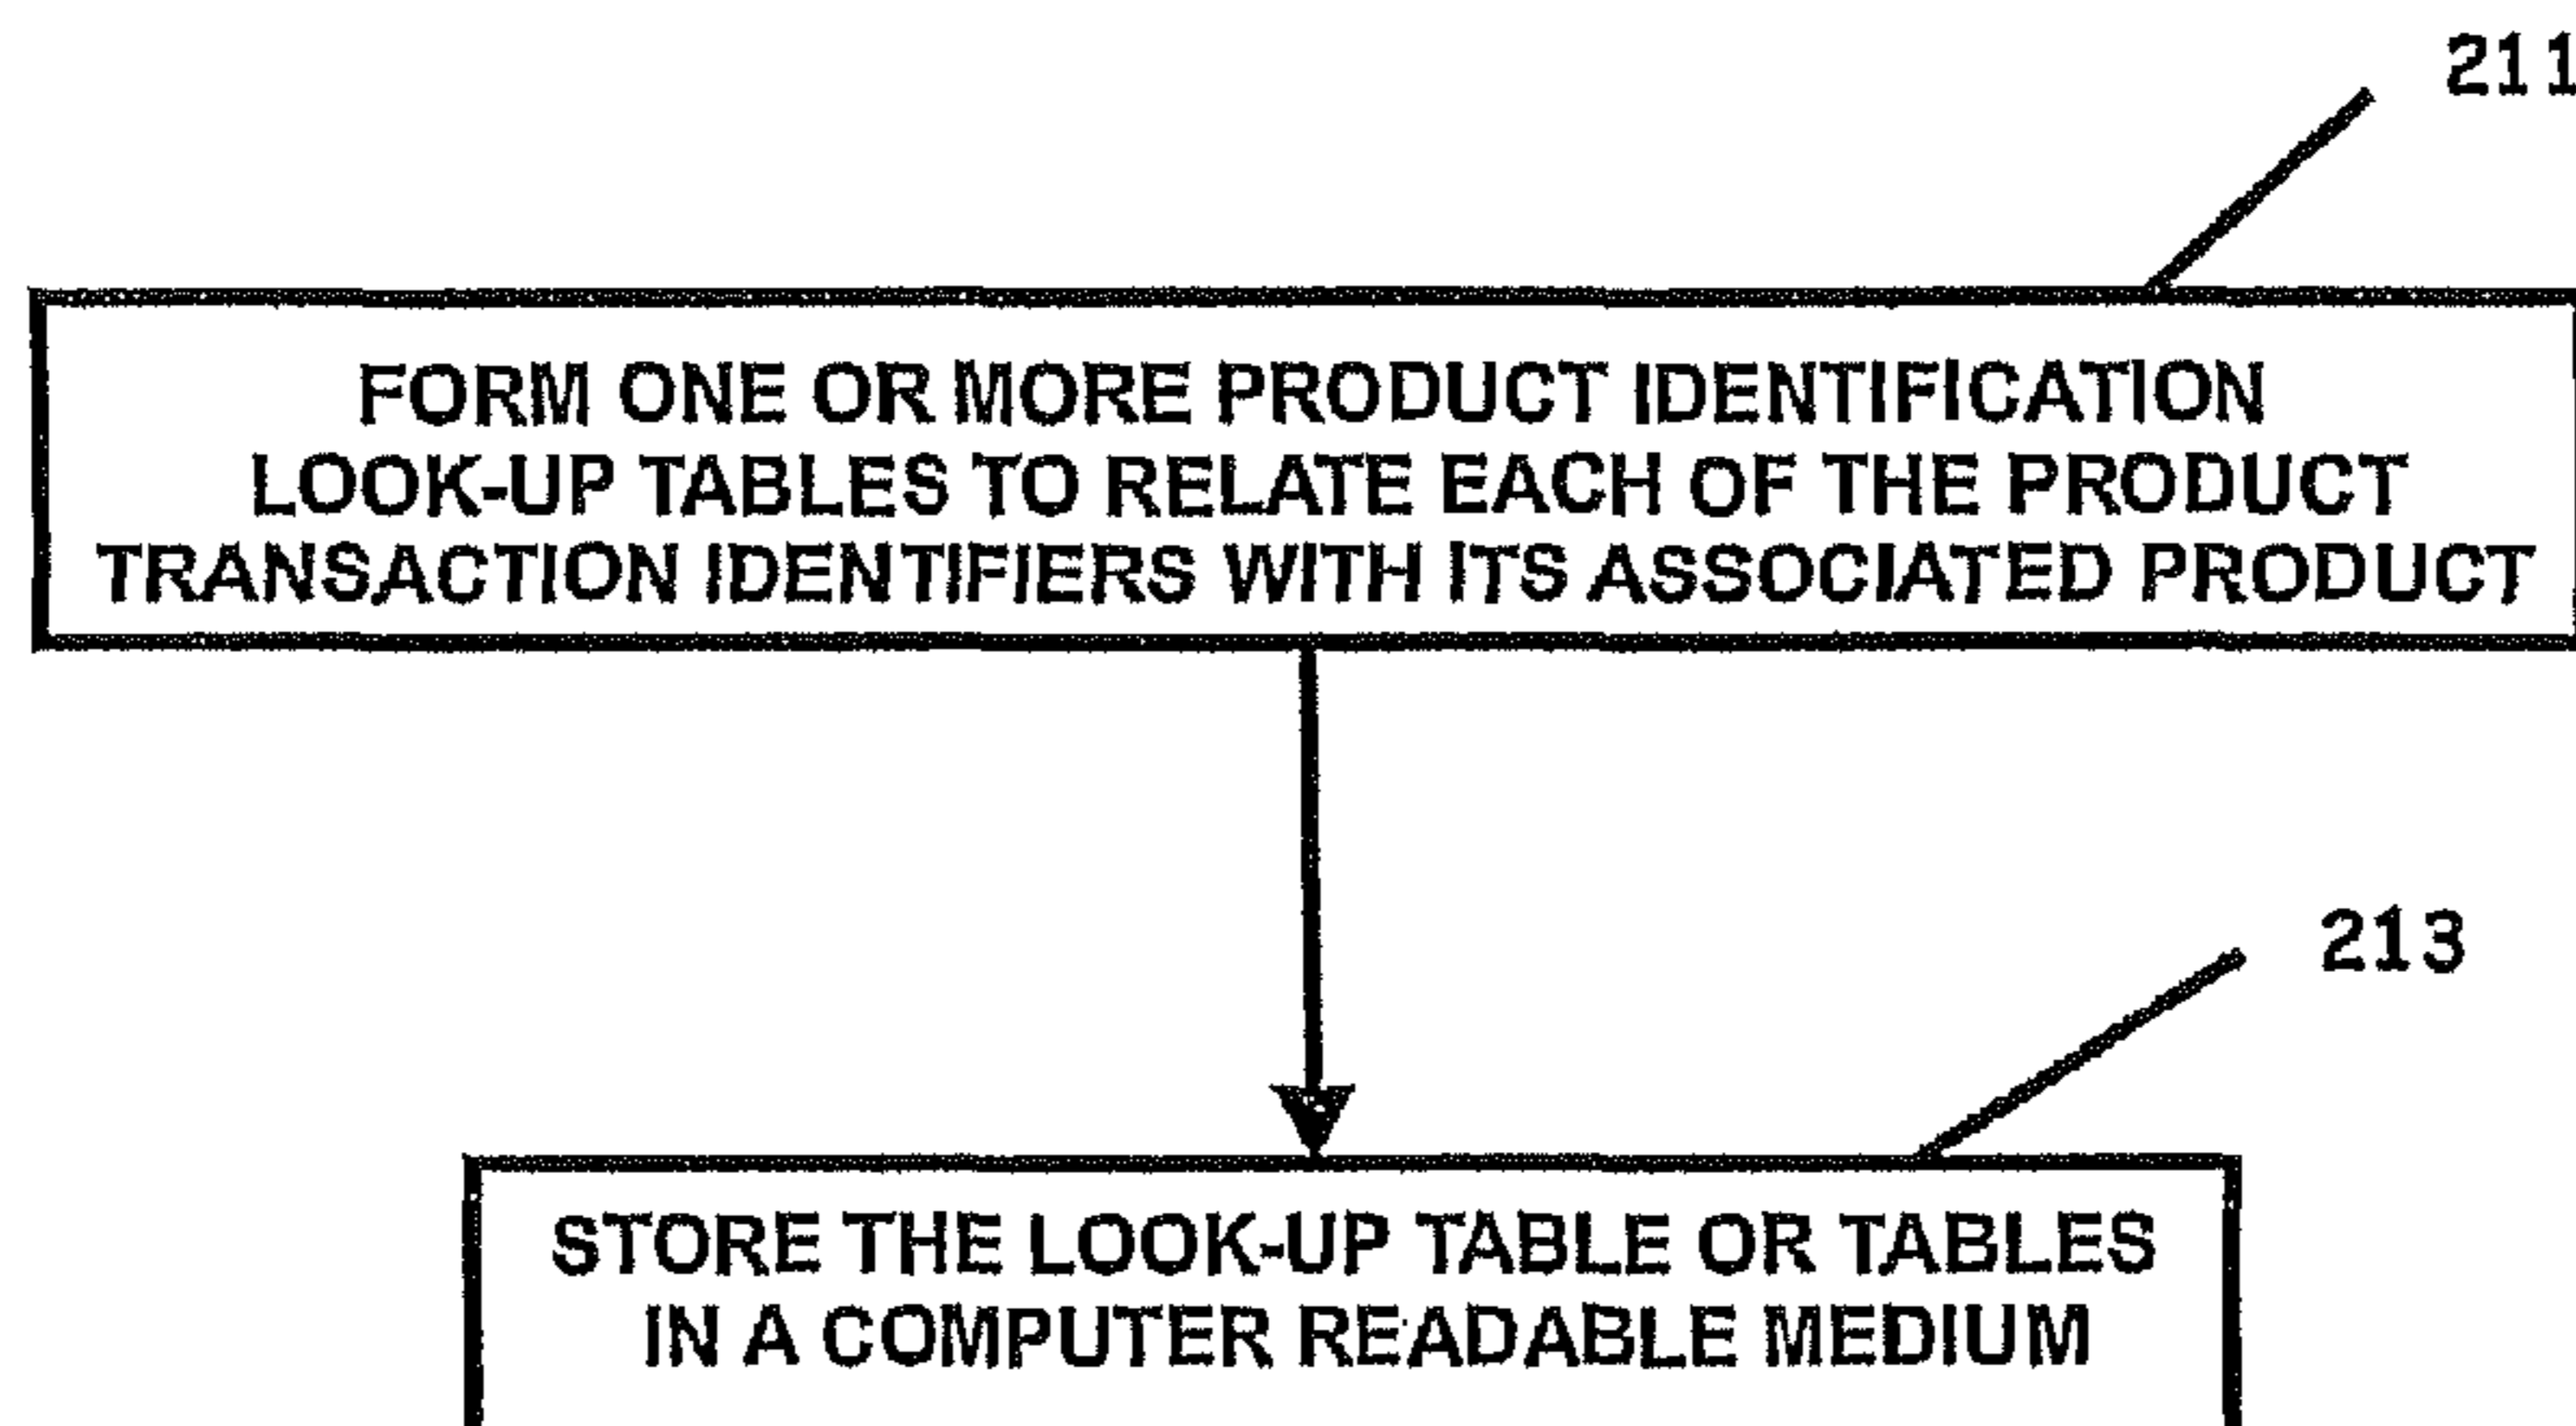 211
FORM ONE OR MORE PRODUCT IDENTIFICATION
LOOK-UP TABLES TO RELATE EACH OF THE PRODUCT
TRANSACTION IDENTIFIERS WITH ITS ASSOCIATED PRODUCT
213
STORE THE LOOK-UP TABLE OR TABLES
IN A COMPUTER READABLE MEDIUM